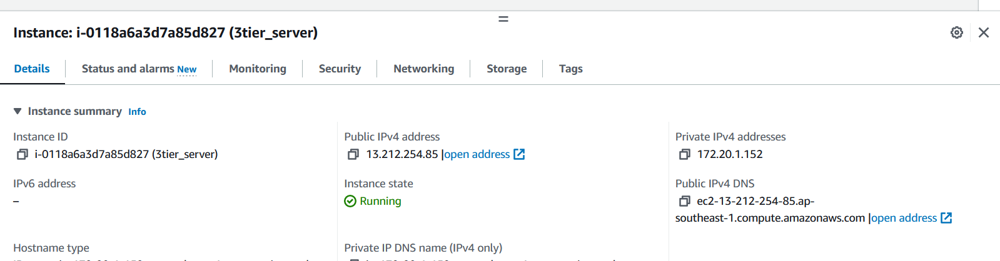 Instance: i-0118a6a3d7a85d827 (3tier_server)
Details
Status and alarms New
Monitoring
Security
Networking
Storage
Tags
Instance summary Info
Instance ID
i-0118a6a3d7a85d827 (3tier_server)
Public IPv4 address
13.212.254.85 |open address
Private IPv4 addresses
172.20.1.152
IPv6 address
–
Instance state
Running
Public IPv4 DNS
ec2-13-212-254-85.ap-
southeast-1.compute.amazonaws.com |open address
Hostname type
Private IP DNS name (IPv4 only)